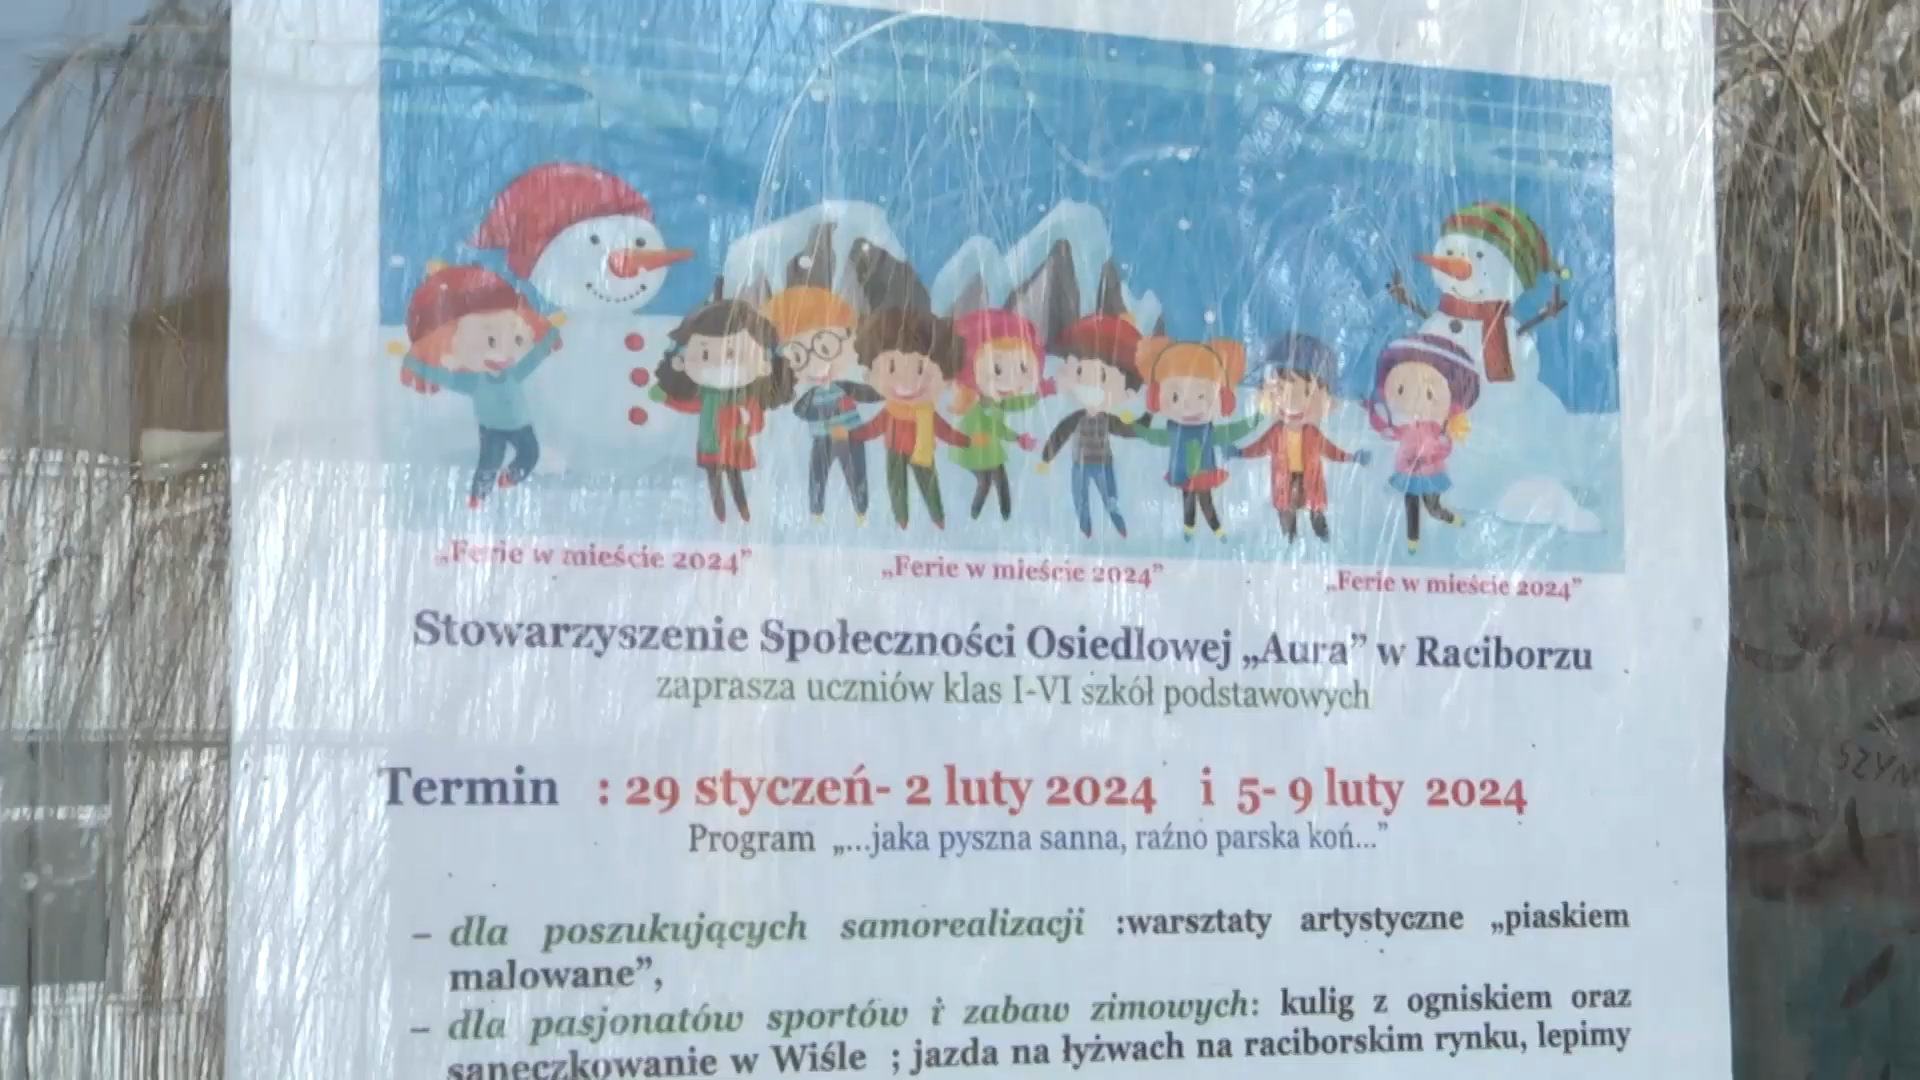 „Ferie w mieście 2024” „Ferie w mieście 2024” „Ferie w mieście 2024”
Stowarzyszenie Społeczności Osiedlowej „Aura” w Raciborzu
zaprasza uczniów klas I-VI szkół podstawowych
Termin : 29 styczeń- 2 luty 2024 i 5- 9 luty 2024
Program „...jaka pyszna sanna, raźno parska koń...”
– dla poszukujących samorealizacji :warsztaty artystyczne „piaskiem
malowane”,
– dla pasjonatów sportów i zabaw zimowych: kulig z ogniskiem oraz
saneczkowanie w Wiśle ; jazda na łyżwach na raciborskim rynku, lepimy